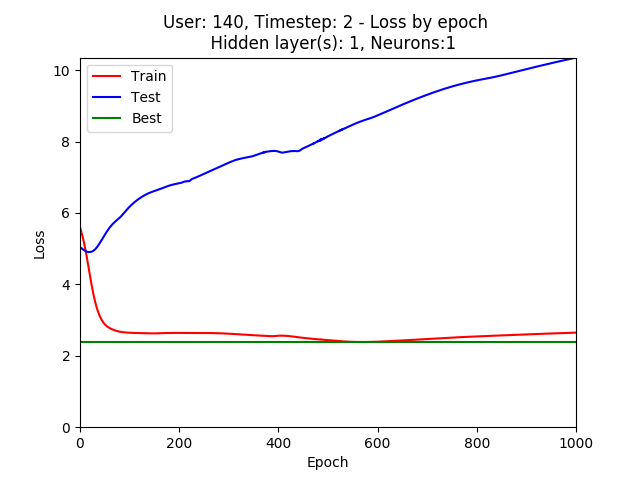 User: 140, Timestep: 2 - Loss by epoch
Hidden layer(s): 1, Neurons:1
Train
Test
Best
Loss
10
8
6
4
2
0
0 200 400 600 800 1000
Epoch